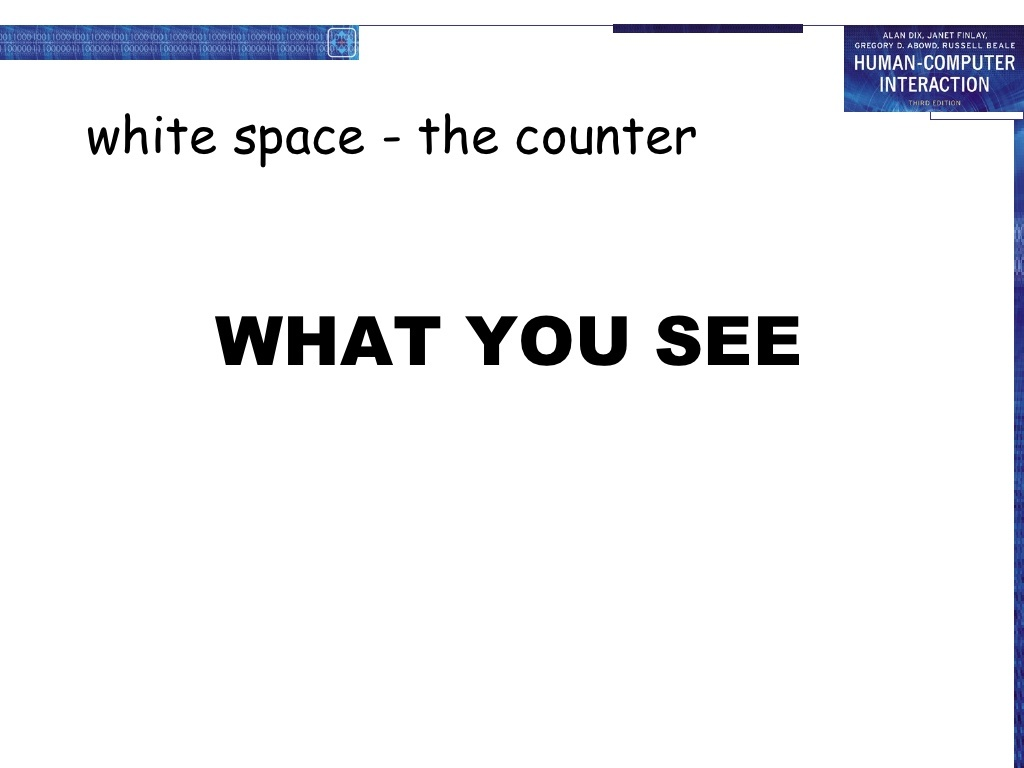 ALAN DIX, JANET FINLAY,
GREGORY D. ABOWD, RUSSELL BEALE
HUMAN-COMPUTER
INTERACTION
THIRD EDITION
white space - the counter
WHAT YOU SEE